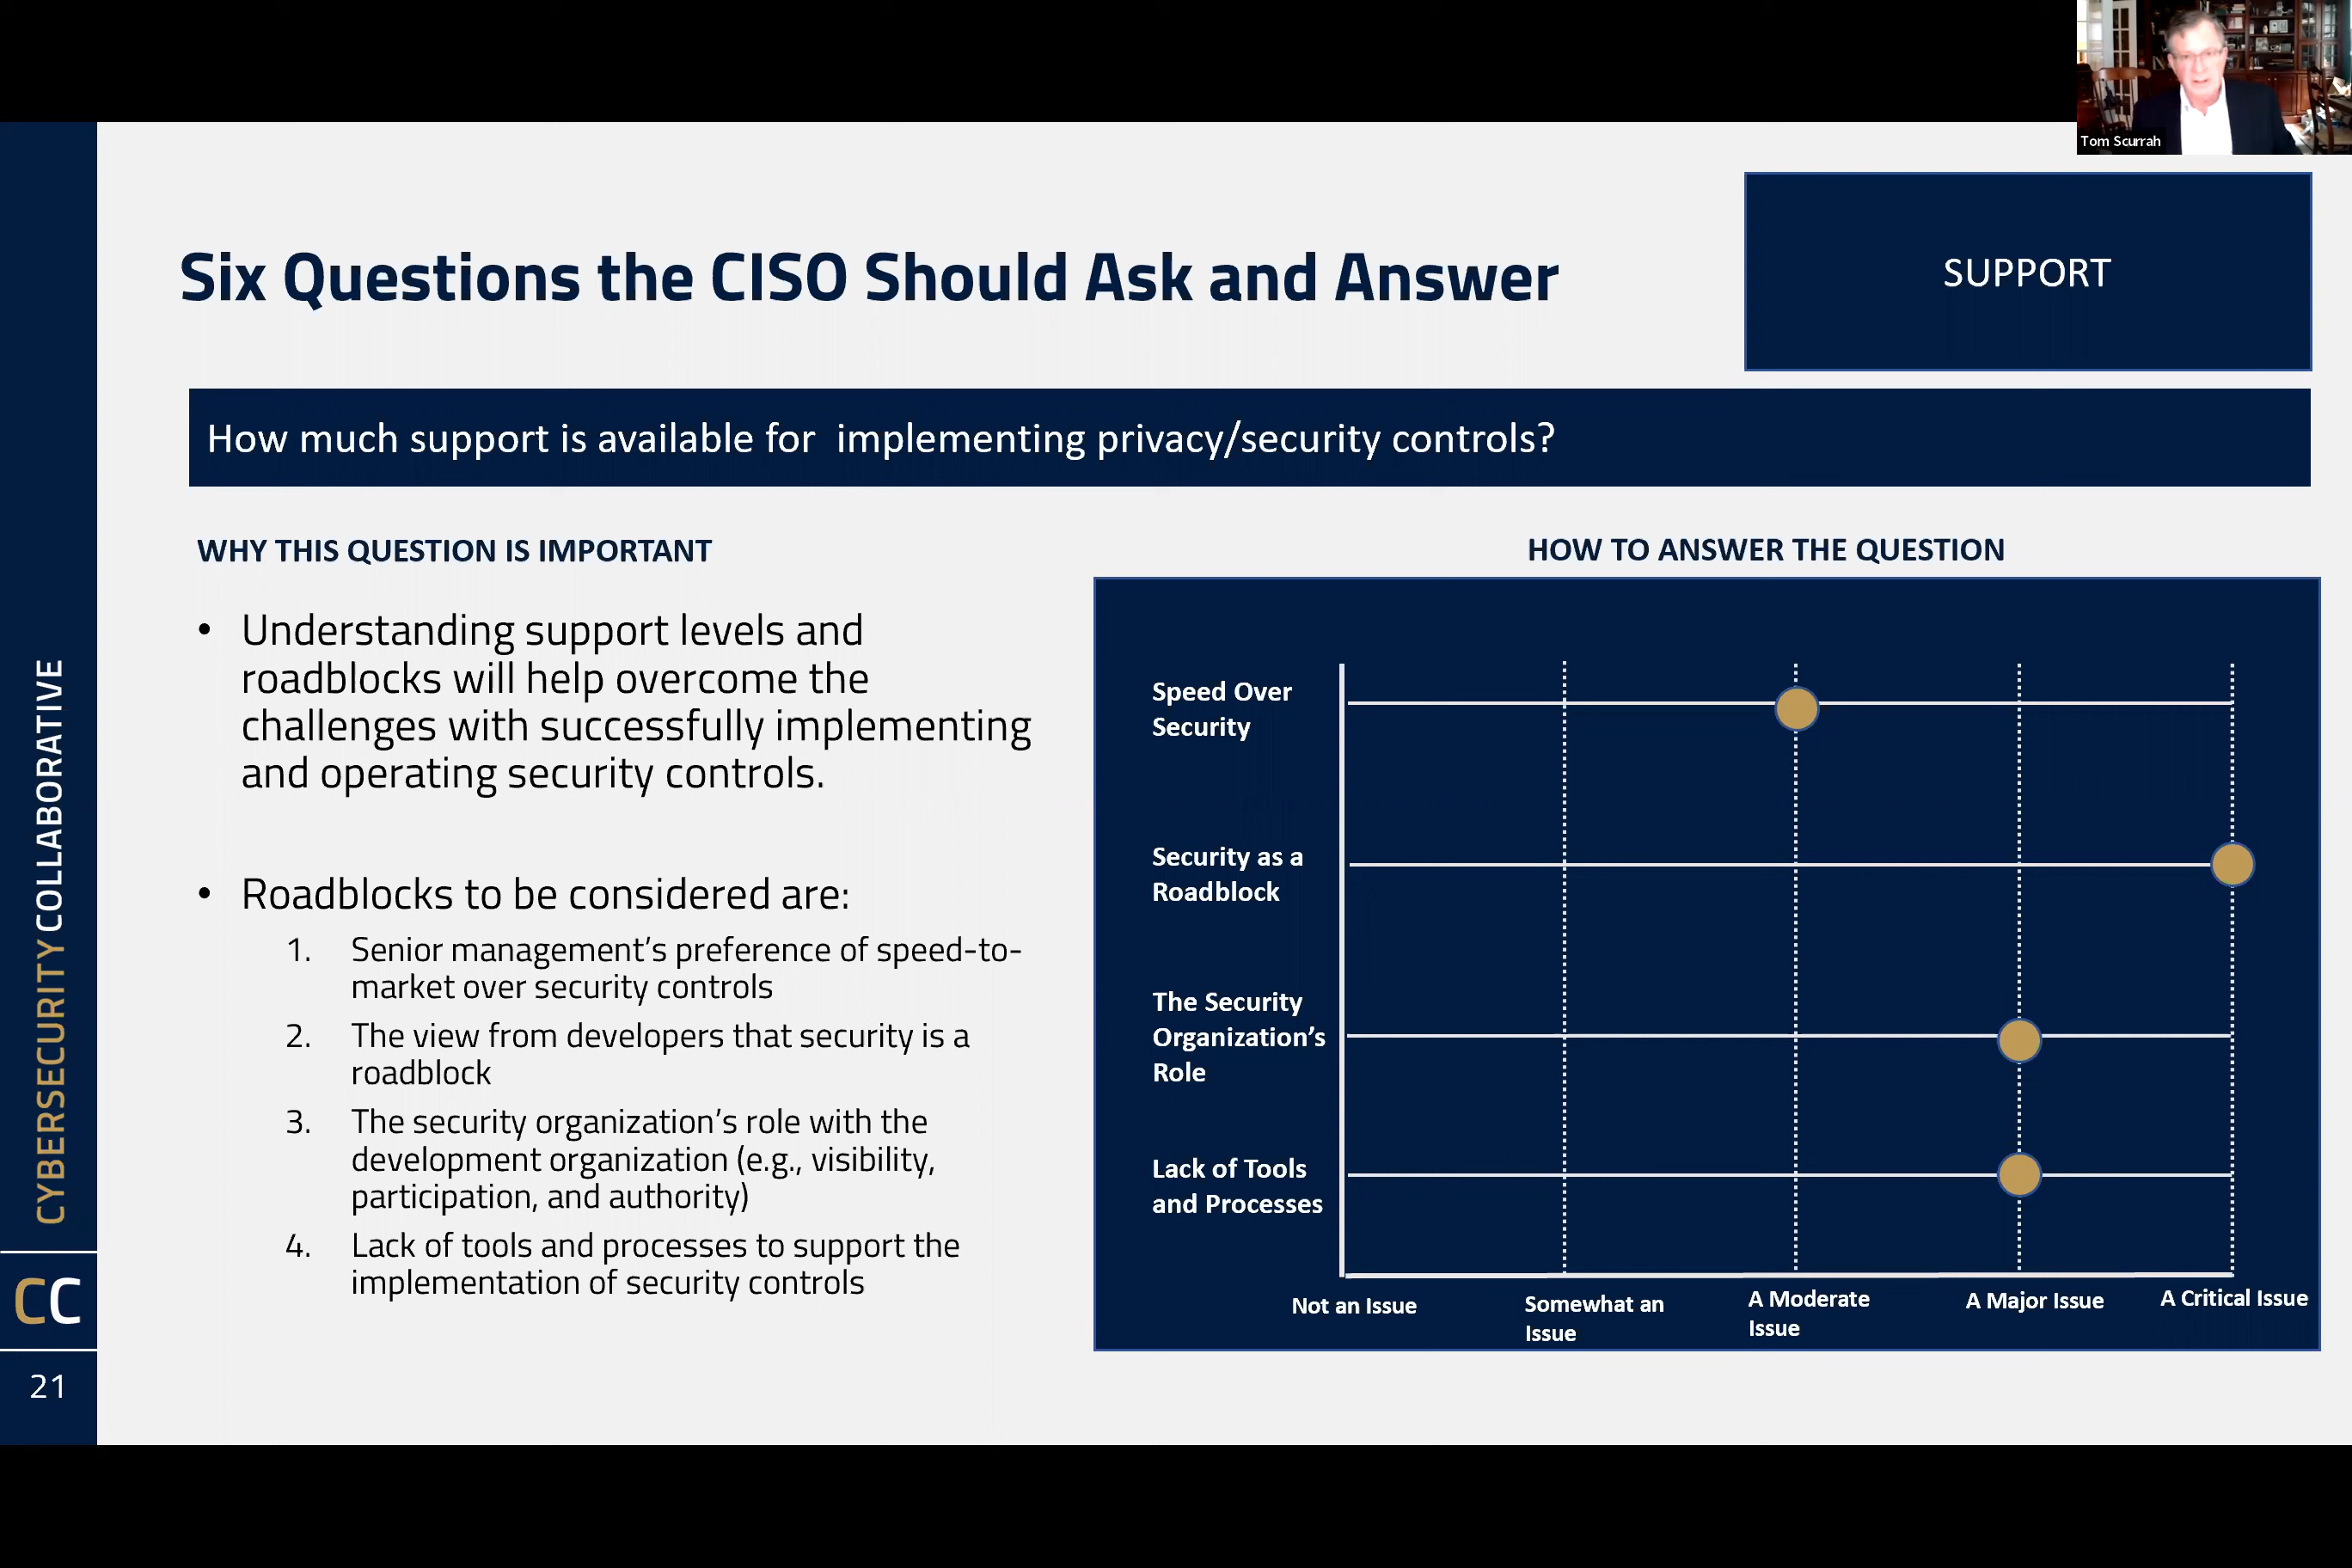 Tom Scurrah
Six Questions the CISO Should Ask and Answer
SUPPORT
How much support is available for  implementing privacy/security controls?
WHY THIS QUESTION IS IMPORTANT
• Understanding support levels and
roadblocks will help overcome the
challenges with successfully implementing
and operating security controls.
• Roadblocks to be considered are:
1. Senior management’s preference of speed-to-
market over security controls
2. The view from developers that security is a
roadblock
3. The security organization’s role with the
development organization (e.g., visibility,
participation, and authority)
4. Lack of tools and processes to support the
implementation of security controls
HOW TO ANSWER THE QUESTION
Speed Over
Security
Security as a
Roadblock
The Security
Organization’s
Role
Lack of Tools
and Processes
Not an Issue
Somewhat an
Issue
A Moderate
Issue
A Major Issue
A Critical Issue
CYBERSECURITY COLLABORATIVE
CC
21